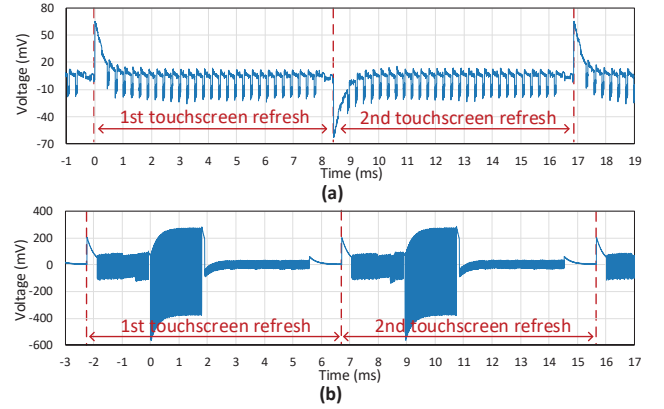 80
50
20
-10
-40
-70
Voltage (mV)
1st touchscreen refresh
2nd touchscreen refresh
-1 0 1 2 3 4 5 6 7 8 9 10 11 12 13 14 15 16 17 18 19
Time (ms)
(a)
400
200
0
-200
-400
-600
Voltage (mV)
1st touchscreen refresh
2nd touchscreen refresh
-3 -2 -1 0 1 2 3 4 5 6 7 8 9 10 11 12 13 14 15 16 17
Time (ms)
(b)